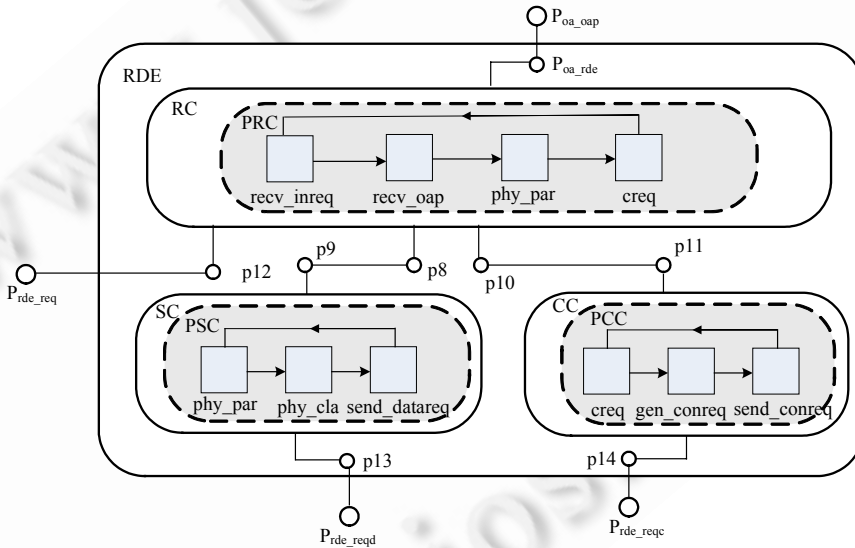 P_oa_oap
RDE
P_oa_rde
RC
PRC
recv_inreq recv_oap phy_par creq
p9 p11
p12 p8 p10
P_rde_req
SC CC
PSC PCC
phy_par phy_cla send_datareq creq gen_conreq send_conreq
p13 p14
P_rde_reqd P_rde_reqc